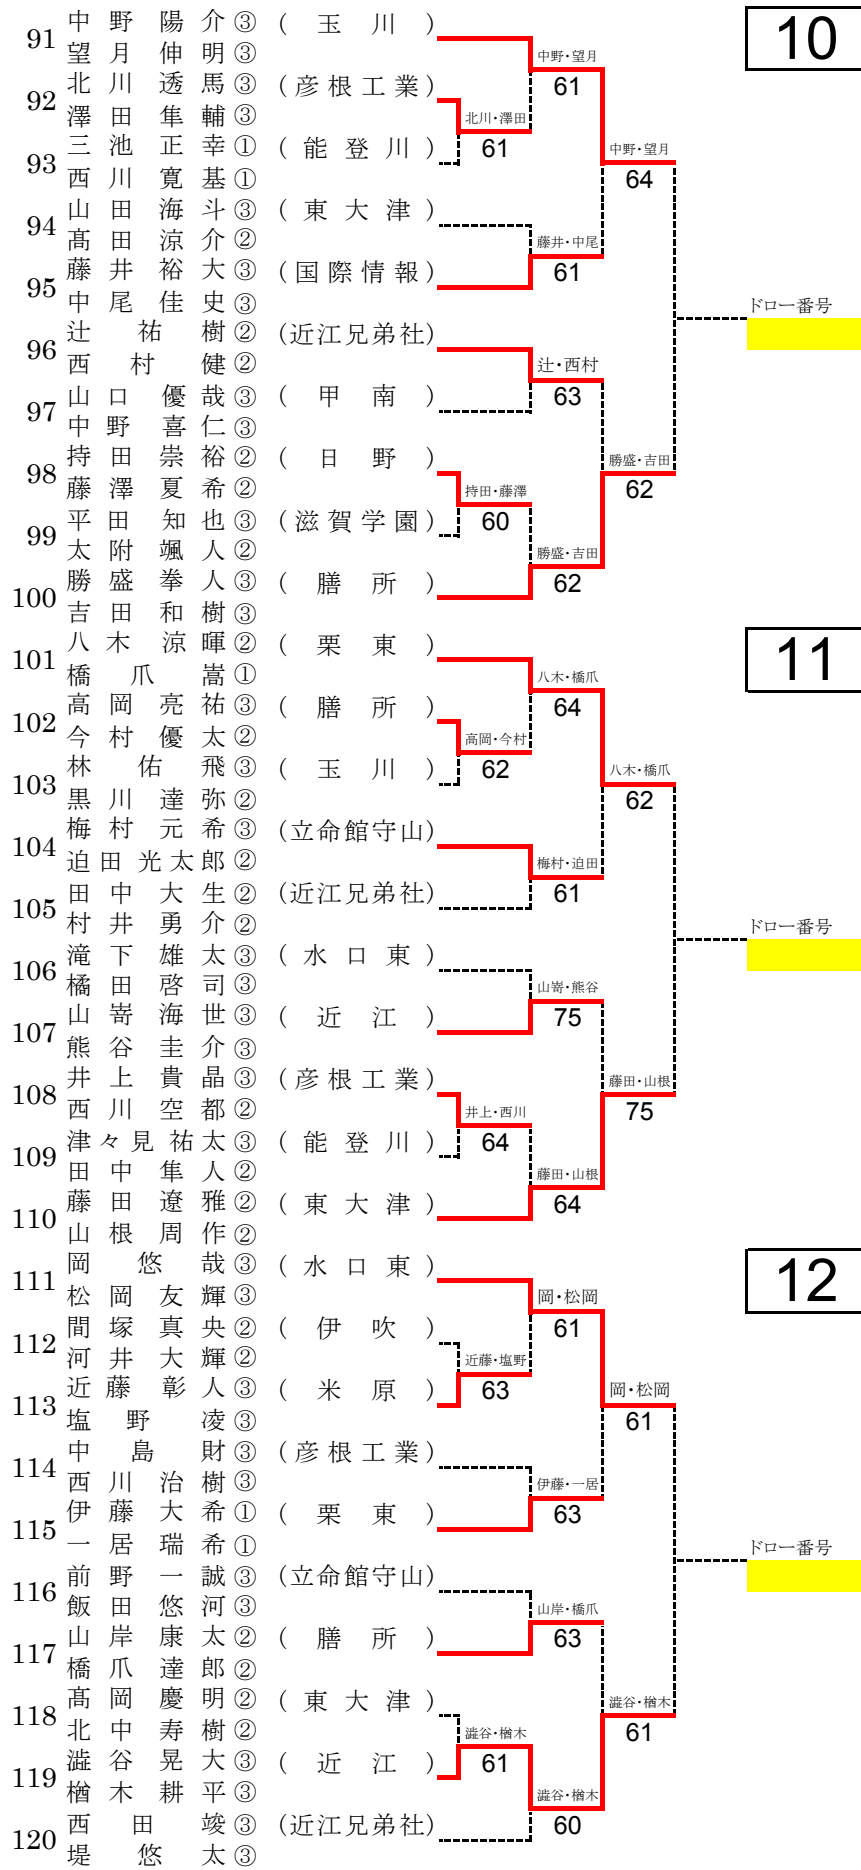 10
91 中野陽介③ (玉川)
望月伸明③
中野・望月
61
92 北川透馬③ (彦根工業)
澤田隼輔③
北川・澤田
61
93 三池正幸① (能登川)
西川寛基①
中野・望月
64
94 山田海斗③ (東大津)
髙田涼介②
藤井・中尾
61
95 藤井裕大③ (国際情報)
中尾佳史③
ドロー番号
96 辻祐樹② (近江兄弟社)
西村健②
辻・西村
63
97 山口優哉③ (甲南)
中野喜仁③
98 持田崇裕② (日野)
藤澤夏希②
勝盛・吉田
62
持田・藤澤
60
99 平田知也③ (滋賀学園)
太附颯人②
勝盛・吉田
62
100 勝盛拳人③ (膳所)
吉田和樹③
11
101 八木涼暉② (栗東)
橋爪嵩①
八木・橋爪
64
102 高岡亮祐③ (膳所)
今村優太②
高岡・今村
62
103 林佑飛③ (玉川)
黒川達弥②
八木・橋爪
62
104 梅村元希③ (立命館守山)
迫田光太郎②
梅村・迫田
61
105 田中大生② (近江兄弟社)
村井勇介②
ドロー番号
106 滝下雄太③ (水口東)
橘田啓司③
山嵜・熊谷
75
107 山嵜海世③ (近江)
熊谷圭介③
108 井上貴晶③ (彦根工業)
西川空都②
藤田・山根
75
井上・西川
64
109 津々見祐太③ (能登川)
田中隼人②
藤田・山根
64
110 藤田遼雅② (東大津)
山根周作②
12
111 岡悠哉③ (水口東)
松岡友輝③
岡・松岡
61
112 間塚真央② (伊吹)
河井大輝②
近藤・塩野
63
113 近藤彰人③ (米原)
塩野凌③
岡・松岡
61
114 中島財③ (彦根工業)
西川治樹③
伊藤・一居
63
115 伊藤大希① (栗東)
一居瑞希①
ドロー番号
116 前野一誠③ (立命館守山)
飯田悠河③
山岸・橋爪
63
117 山岸康太② (膳所)
橋爪達郎②
118 髙岡慶明② (東大津)
北中寿樹②
澁谷・楢木
61
澁谷・楢木
61
119 澁谷晃大③ (近江)
楢木耕平③
澁谷・楢木
60
120 西田竣③ (近江兄弟社)
堤悠太③